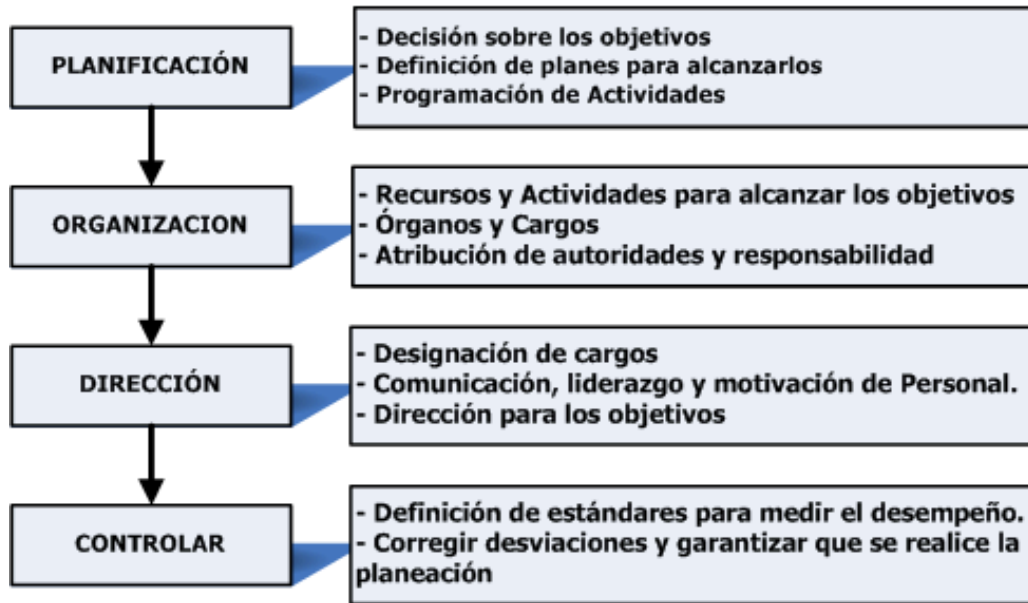 PLANIFICACIÓN
- Decisión sobre los objetivos
- Definición de planes para alcanzarlos
- Programación de Actividades
ORGANIZACION
- Recursos y Actividades para alcanzar los objetivos
- Órganos y Cargos
- Atribución de autoridades y responsabilidad
DIRECCIÓN
- Designación de cargos
- Comunicación, liderazgo y motivación de Personal.
- Dirección para los objetivos
CONTROLAR
- Definición de estándares para medir el desempeño.
- Corregir desviaciones y garantizar que se realice la
planeación